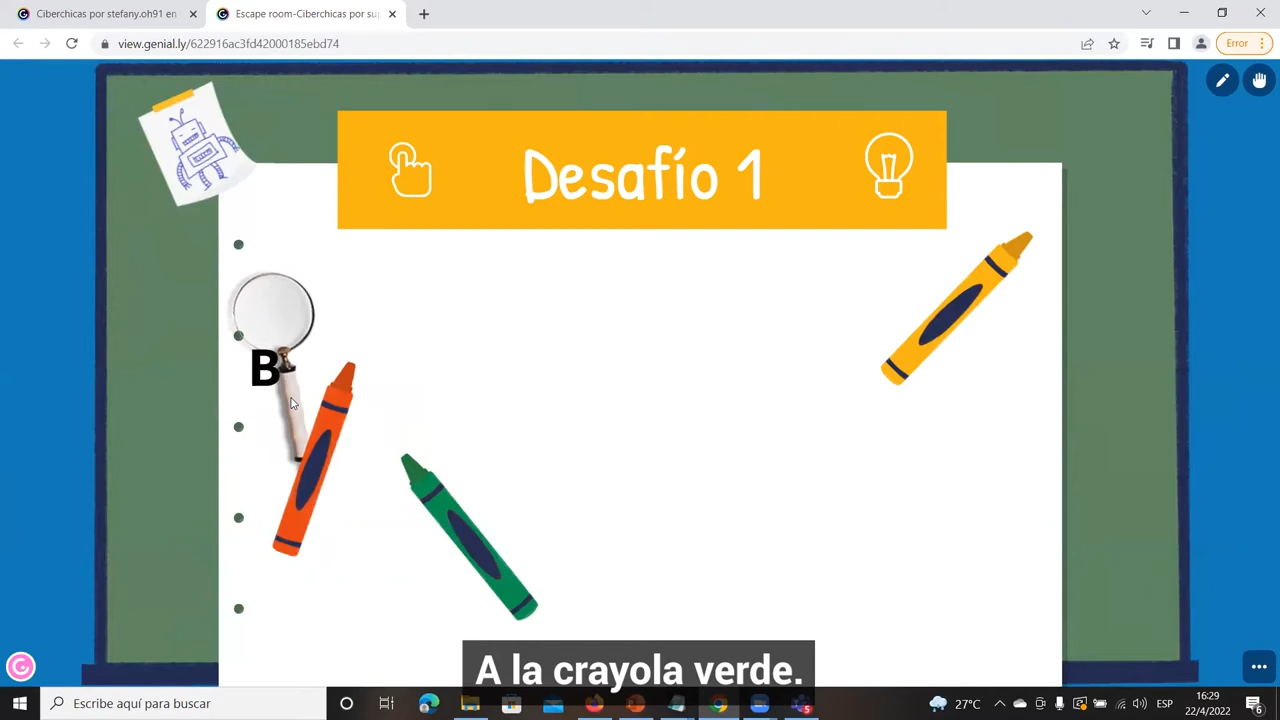 Ciberchicas por stefany.oh91 en
Escape room-Ciberchicas por su
view.genial.ly/622916ac3fd42000185ebd74
Error
Desafío 1
B
A la crayola verde.
Escribe aquí para buscar
27°C
ESP
16:29
22/4/2022
6